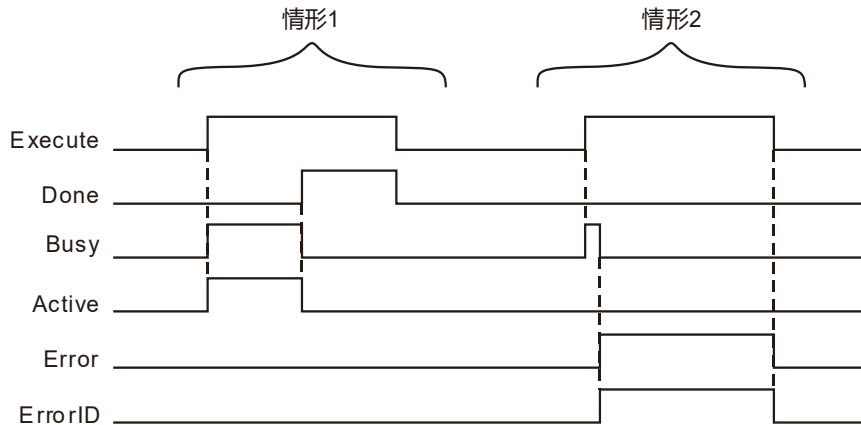 情形1
情形2
Execute
Done
Busy
Active
Error
ErrorID